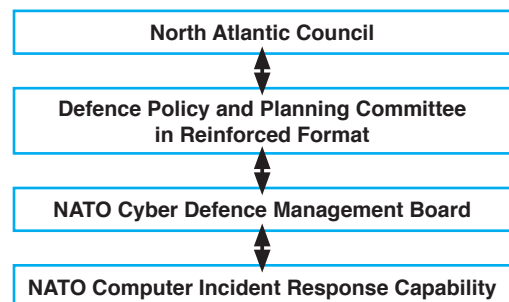 North Atlantic Council
Defence Policy and Planning Committee
in Reinforced Format
NATO Cyber Defence Management Board
NATO Computer Incident Response Capability